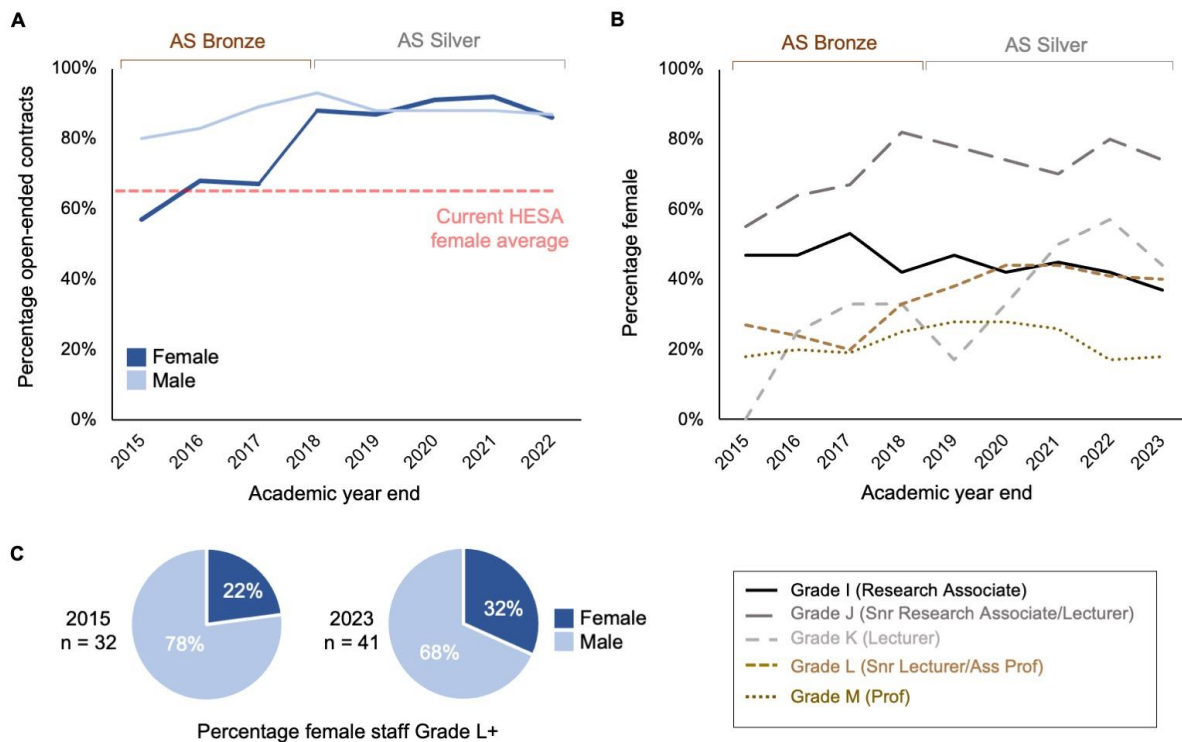 A
AS Bronze
AS Silver
Percentage open-ended contracts
100%
80%
60%
40%
20%
0%
Current HESA
female average
Female
Male
2015
2016
2017
2018
2019
2020
2021
2022
Academic year end
B
AS Bronze
AS Silver
Percentage female
100%
80%
60%
40%
20%
0%
2015
2016
2017
2018
2019
2020
2021
2022
2023
Academic year end
C
2015
n = 32
22%
78%
2023
n = 41
32%
68%
Female
Male
Percentage female staff Grade L+
Grade I (Research Associate)
Grade J (Snr Research Associate/Lecturer)
Grade K (Lecturer)
Grade L (Snr Lecturer/Ass Prof)
Grade M (Prof)